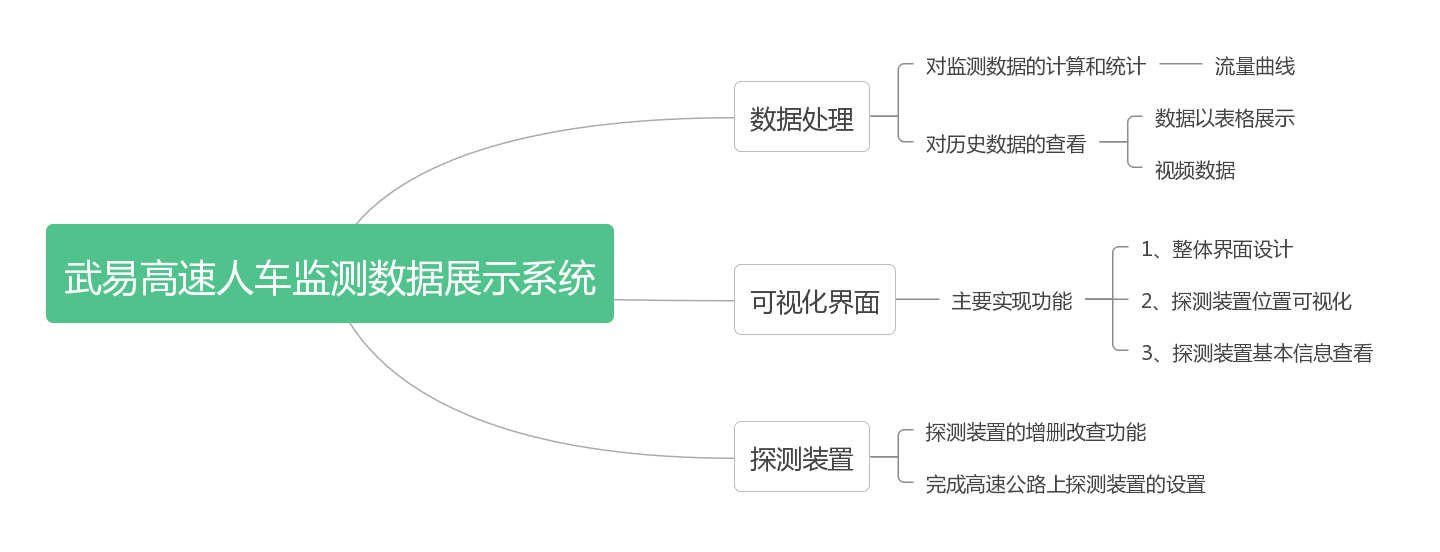 武易高速人车监测数据展示系统
数据处理
对监测数据的计算和统计
流量曲线
对历史数据的查看
数据以表格展示
视频数据
可视化界面
主要实现功能
1、整体界面设计
2、探测装置位置可视化
3、探测装置基本信息查看
探测装置
探测装置的增删改查功能
完成高速公路上探测装置的设置